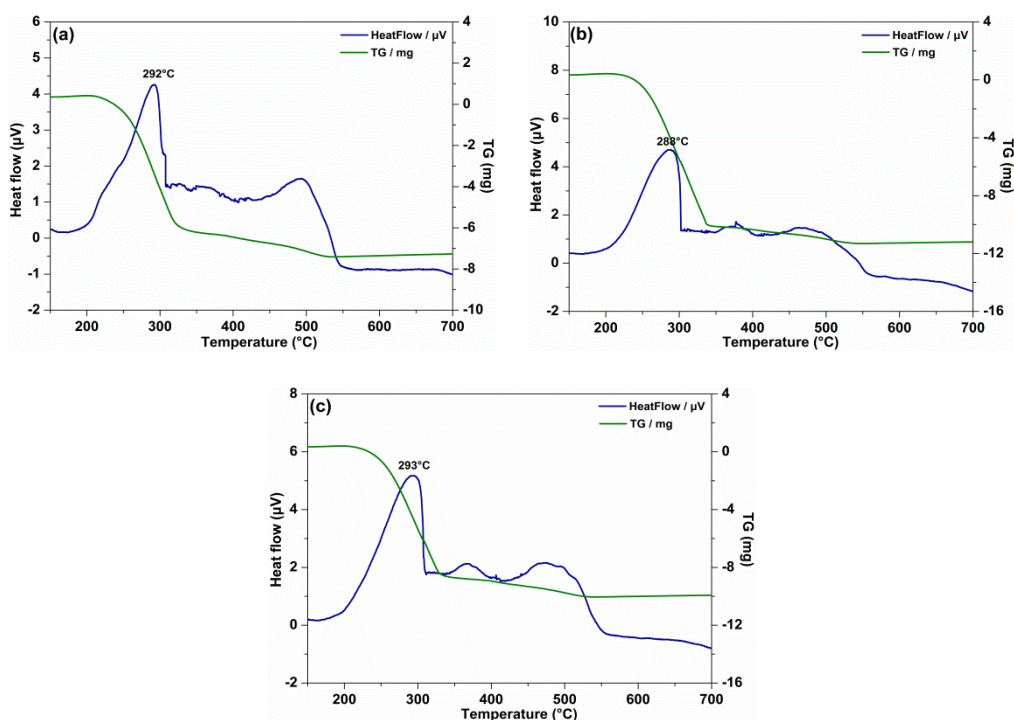 (a)
HeatFlow / µV
TG / mg
292°C
Heat flow (µV)
6
5
4
3
2
1
0
-1
-2
TG (mg)
4
2
0
-2
-4
-6
-8
-10
200 300 400 500 600 700
Temperature (°C)
(b)
HeatFlow / µV
TG / mg
288°C
Heat flow (µV)
10
8
6
4
2
0
-2
TG (mg)
4
0
-4
-8
-12
-16
200 300 400 500 600 700
Temperature (°C)
(c)
HeatFlow / µV
TG / mg
293°C
Heat flow (µV)
8
6
4
2
0
-2
TG (mg)
4
0
-4
-8
-12
-16
200 300 400 500 600 700
Temperature (°C)